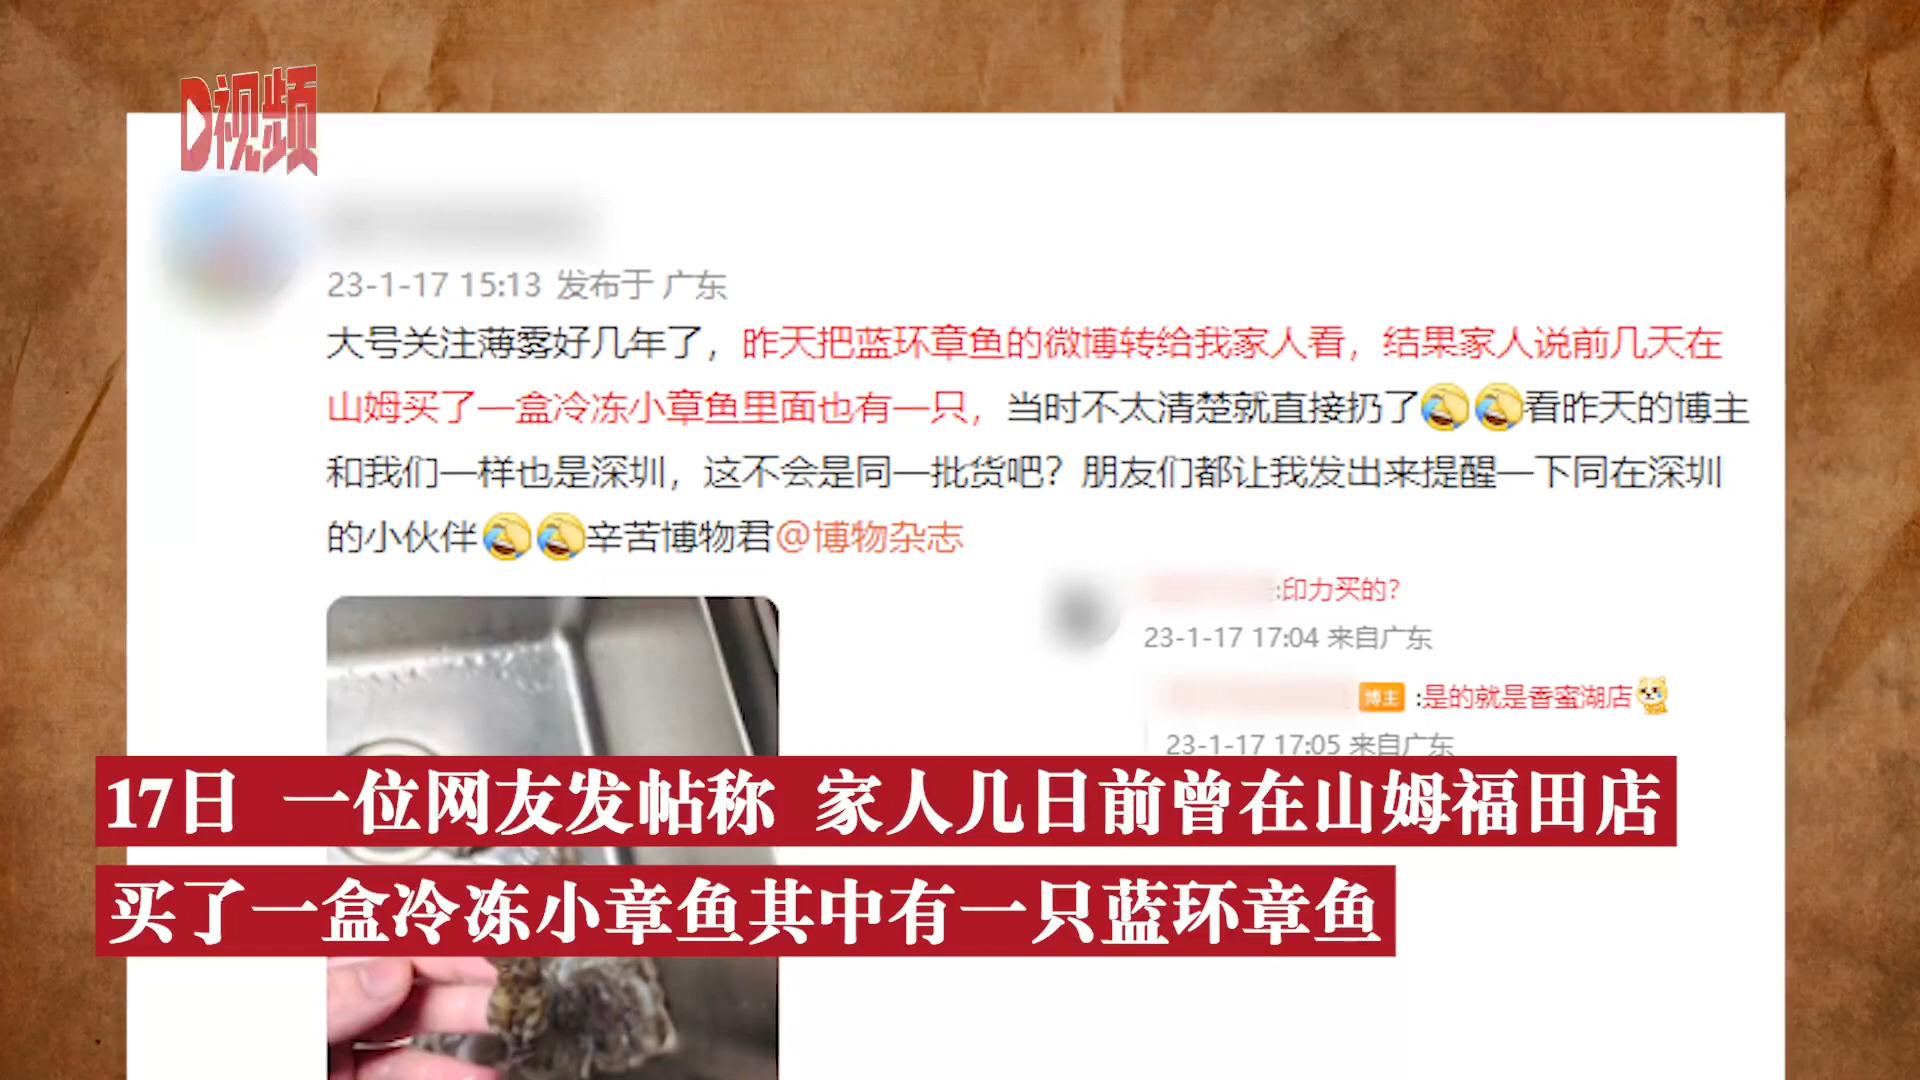 D视频
23-1-17 15:13 发布于 广东
大号关注薄雾好几年了，昨天把蓝环章鱼的微博转给我家人看，结果家人说前几天在
山姆买了一盒冷冻小章鱼里面也有一只，当时不太清楚就直接扔了看昨天的博主
和我们一样也是深圳，这不会是同一批货吧？朋友们都让我发出来提醒一下同在深圳
的小伙伴辛苦博物君@博物杂志
:印力买的？
23-1-17 17:04 来自广东
博主 :是的就是香蜜湖店
23-1-17 17:05 来自广东
17日 一位网友发帖称 家人几日前曾在山姆福田店
买了一盒冷冻小章鱼其中有一只蓝环章鱼